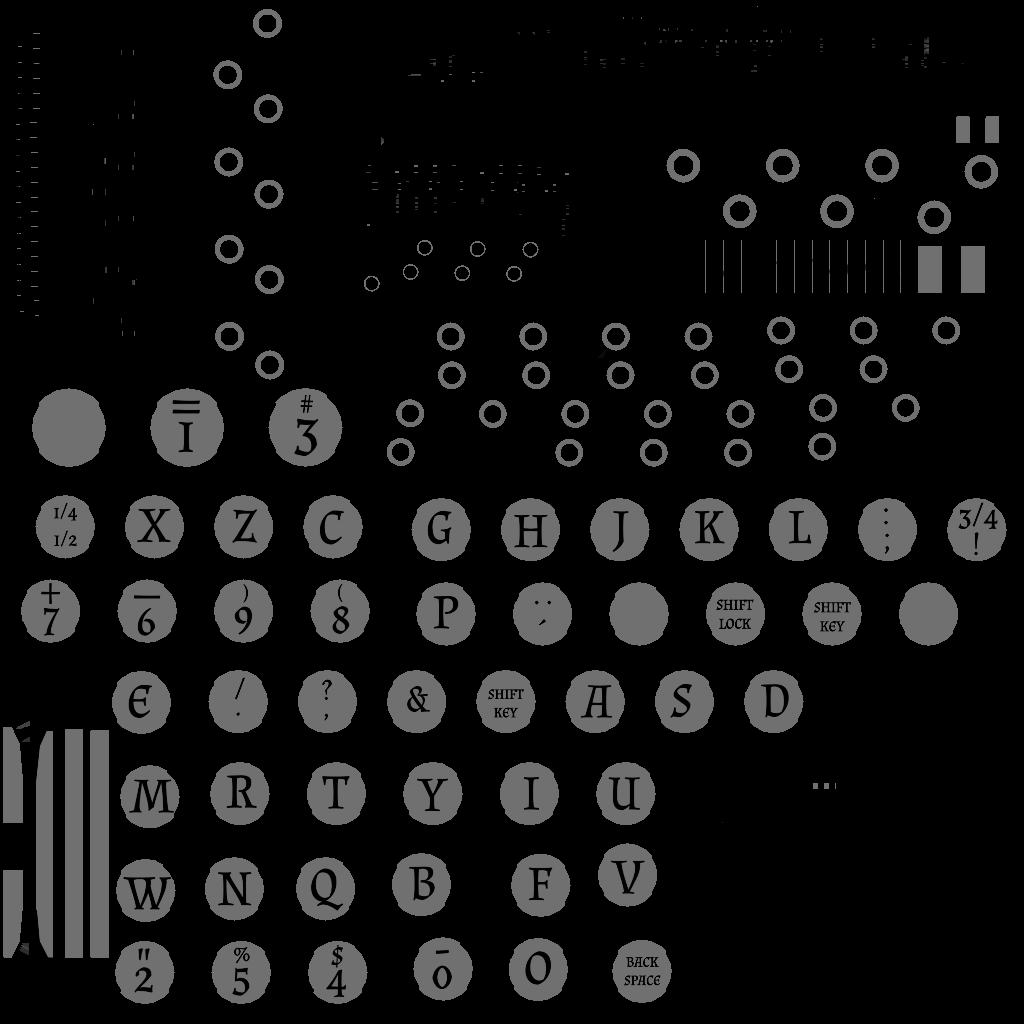 = #
1 3
1/4 X Z C G H J K L : 3/4
1/2 ; !
+ — ) ( P ¨ SHIFT SHIFT
7 6 9 8 , LOCK KEY
E / ? & SHIFT A S D
. , KEY
M R T Y I U
W N Q B F V
" % $ – O BACK
2 5 4 0 SPACE